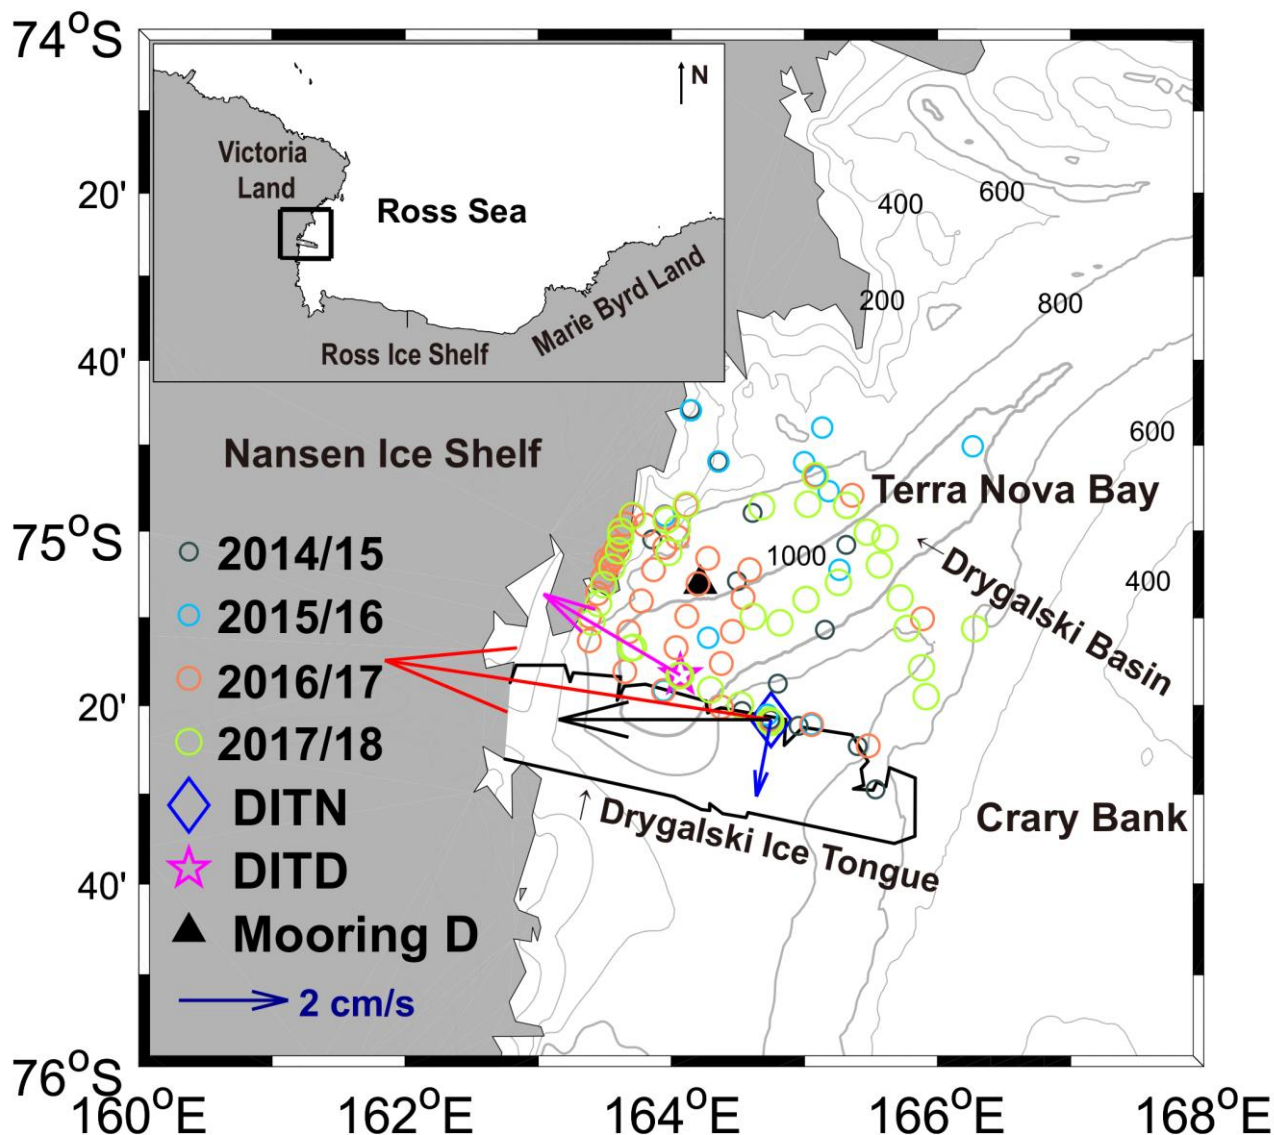 74°S
N
Victoria
Land
Ross Sea
Marie Byrd Land
Ross Ice Shelf
20'
40'
400
600
200
800
600
Nansen Ice Shelf
Terra Nova Bay
75°S
1000
400
Drygalski Basin
2014/15
2015/16
2016/17
2017/18
DITN
DITD
Mooring D
2 cm/s
20'
Drygalski Ice Tongue
Crary Bank
40'
76°S
160°E
162°E
164°E
166°E
168°E